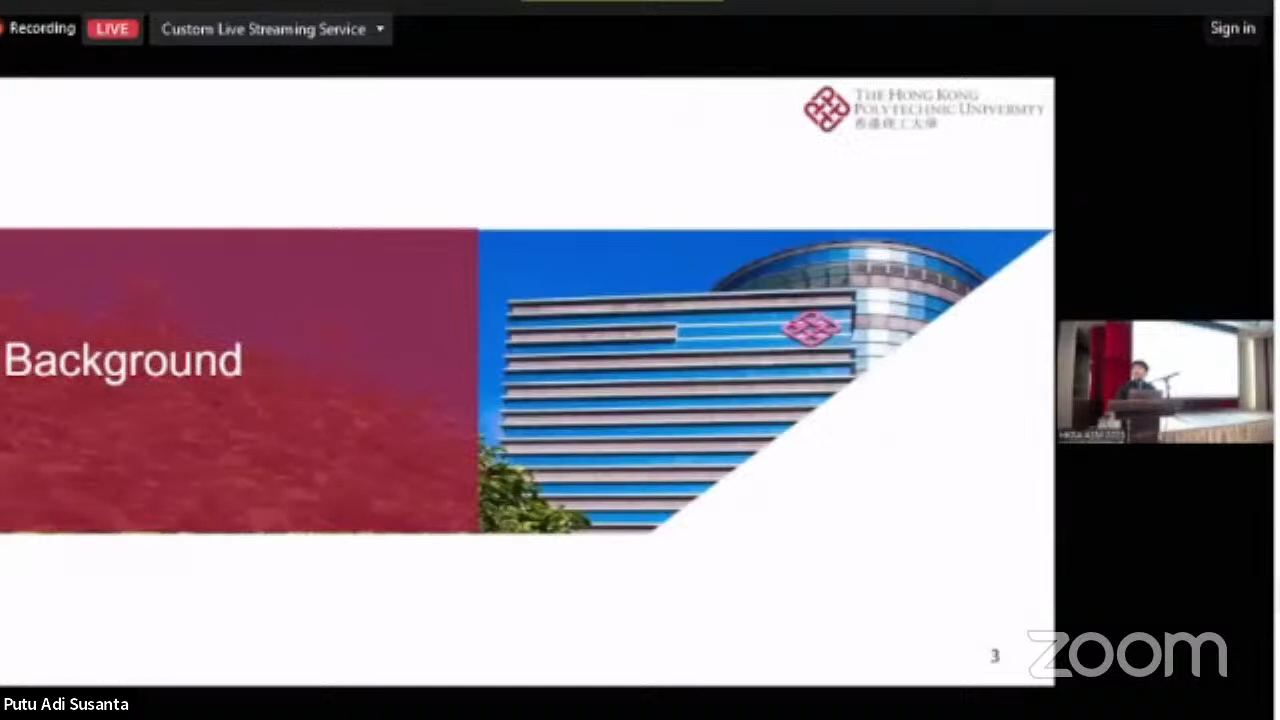 Recording
LIVE
Custom Live Streaming Service
Sign in
THE HONG KONG
POLYTECHNIC UNIVERSITY
香港理工大學
Background
3
zoom
Putu Adi Susanta